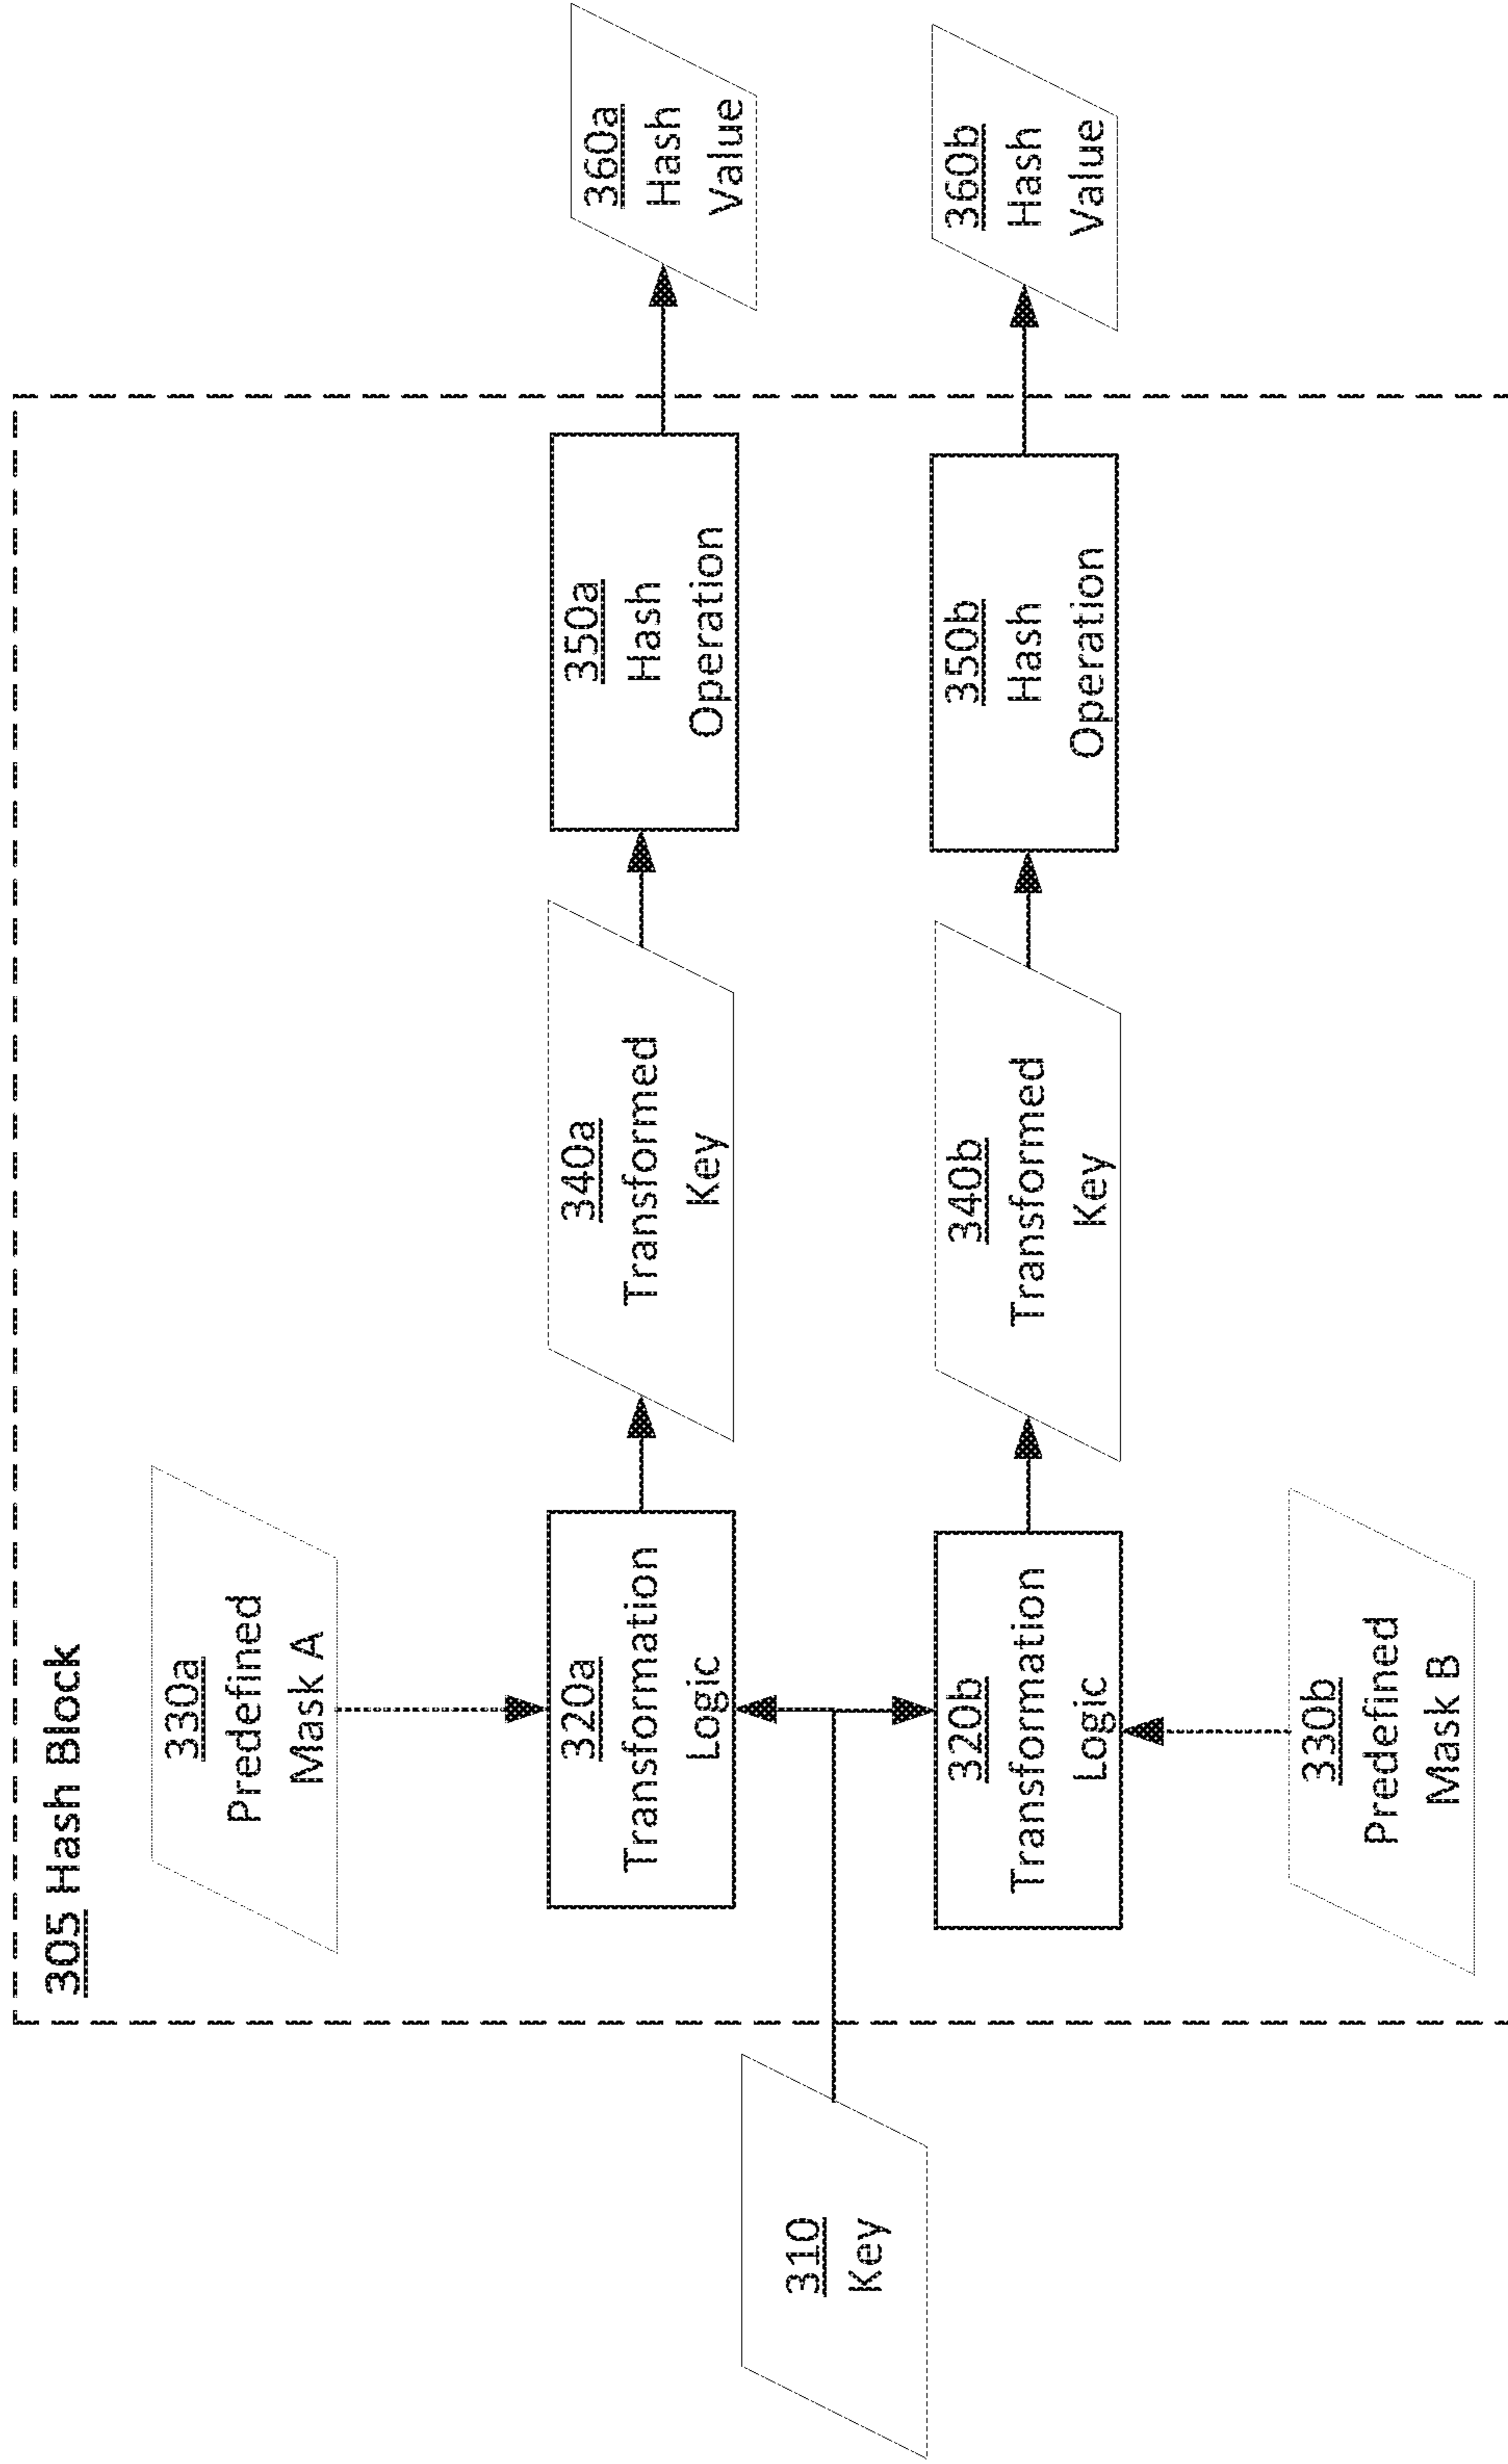 305 Hash Block
330a
Predefined
Mask A
320a
Transformation
Logic
340a
Transformed
Key
350a
Hash
Operation
360a
Hash
Value
310
Key
320b
Transformation
Logic
340b
Transformed
Key
350b
Hash
Operation
360b
Hash
Value
330b
Predefined
Mask B